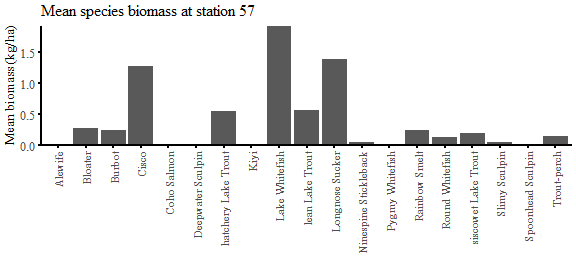 Mean species biomass at station 57
Mean biomass (kg/ha)
1.5
1.0
0.5
0.0
Alewife
Bloater
Burbot
Cisco
Coho Salmon
Deepwater Sculpin
hatchery Lake Trout
Kiyi
Lake Whitefish
lean Lake Trout
Longnose Sucker
Ninespine Stickleback
Pygmy Whitefish
Rainbow Smelt
Round Whitefish
siscowet Lake Trout
Slimy Sculpin
Spoonhead Sculpin
Trout-perch